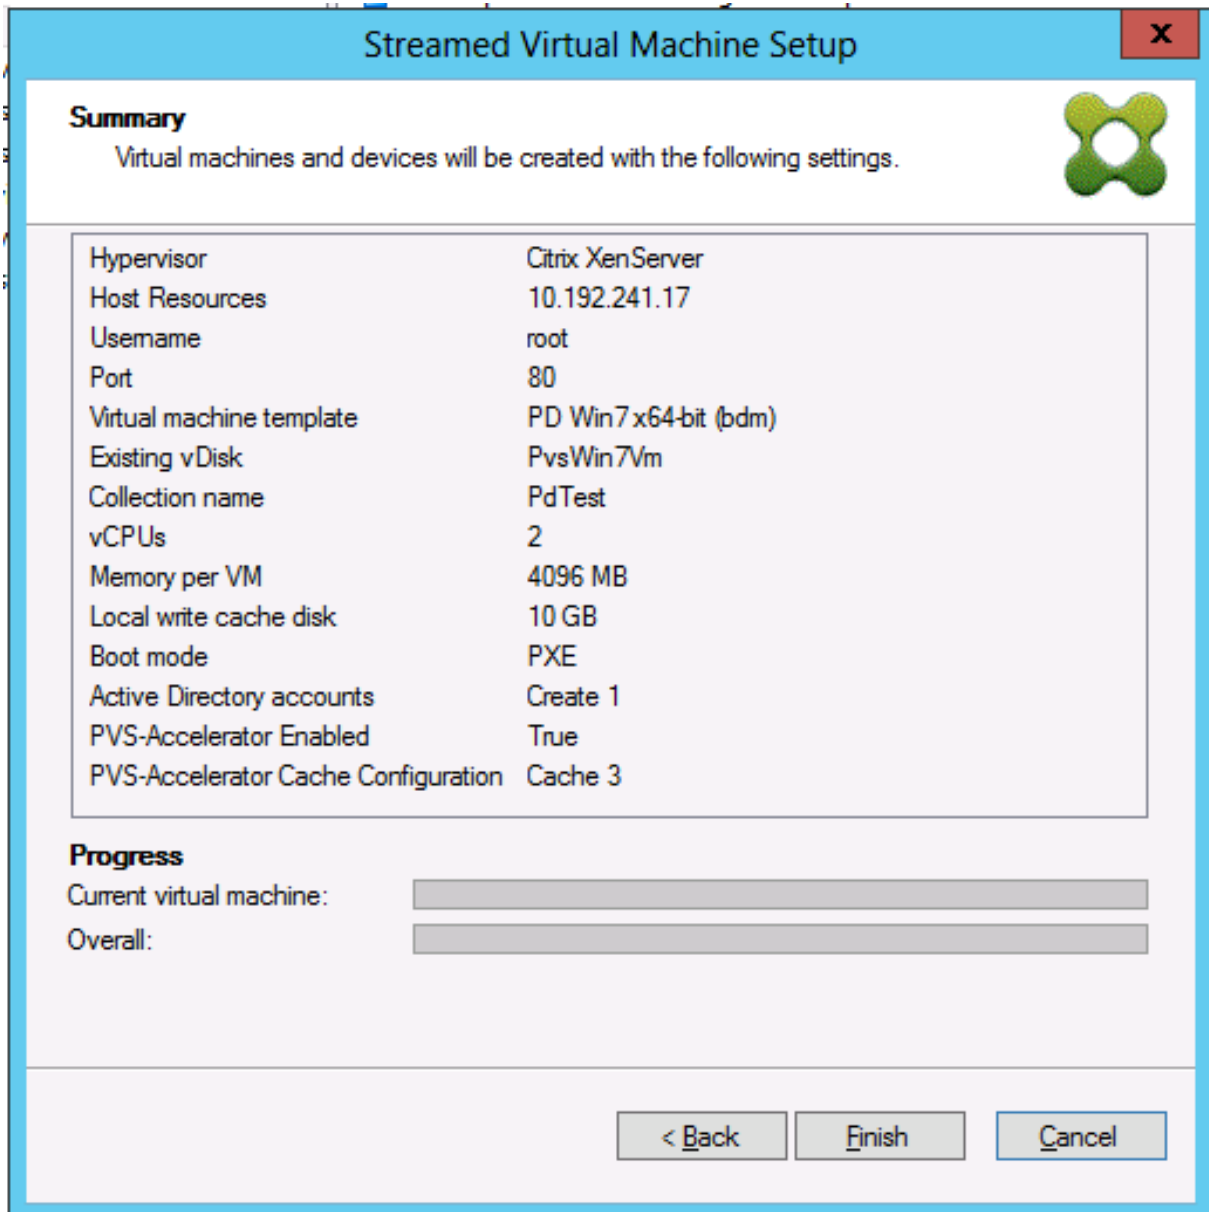 Streamed Virtual Machine Setup
x
Summary
Virtual machines and devices will be created with the following settings.
Hypervisor Citrix XenServer
Host Resources 10.192.241.17
Username root
Port 80
Virtual machine template PD Win7x64-bit (bdm)
Existing vDisk PvsWin7Vm
Collection name PdTest
vCPUs 2
Memory per VM 4096 MB
Local write cache disk 10 GB
Boot mode PXE
Active Directory accounts Create 1
PVS-Accelerator Enabled True
PVS-Accelerator Cache Configuration Cache 3
Progress
Current virtual machine:
Overall:
< Back Finish Cancel